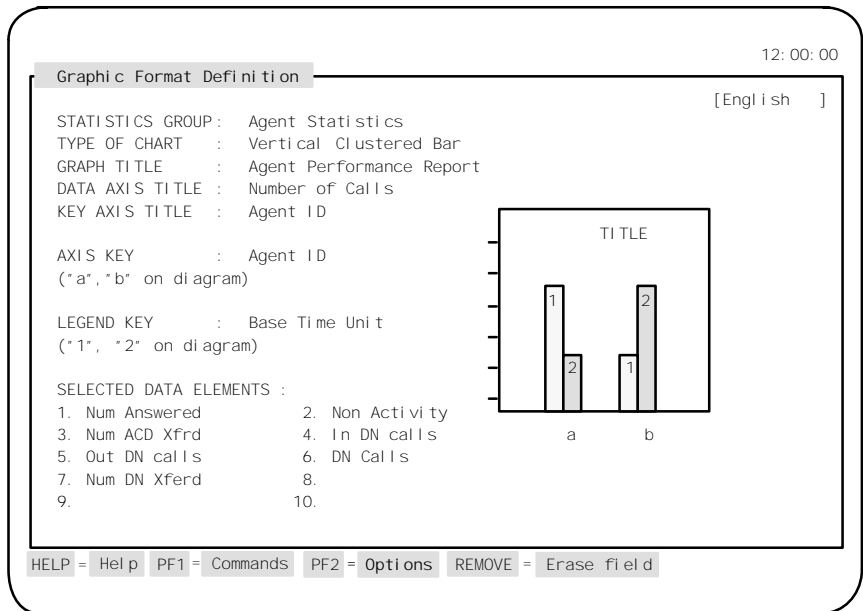 12:00:00
Graphic Format Definition
[English ]
STATISTICS GROUP : Agent Statistics
TYPE OF CHART : Vertical Clustered Bar
GRAPH TITLE : Agent Performance Report
DATA AXIS TITLE : Number of Calls
KEY AXIS TITLE : Agent ID
TITLE
AXIS KEY : Agent ID
("a","b" on diagram)
1 2
LEGEND KEY : Base Time Unit
("1", "2" on diagram)
2 1
SELECTED DATA ELEMENTS :
1. Num Answered 2. Non Activity
3. Num ACD Xfrd 4. In DN calls
a b
5. Out DN calls 6. DN Calls
7. Num DN Xferd 8.
9. 10.
HELP = Help PF1 = Commands PF2 = Options REMOVE = Erase field